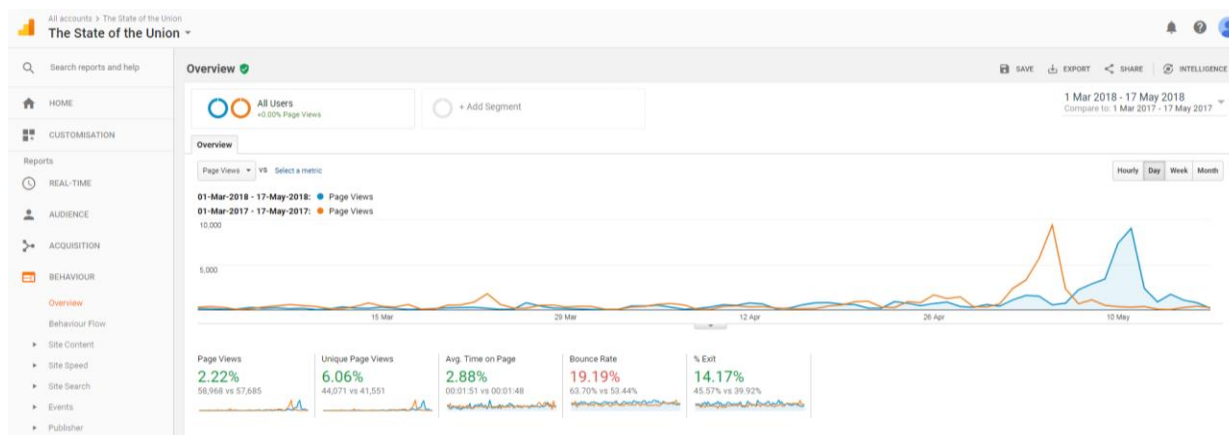 All accounts > The State of the Union
The State of the Union
Search reports and help
HOME
CUSTOMISATION
Reports
REAL-TIME
AUDIENCE
ACQUISITION
BEHAVIOUR
Overview
Behaviour Flow
Site Content
Site Speed
Site Search
Events
Publisher
Overview
SAVE
EXPORT
SHARE
INTELLIGENCE
All Users
+0.00% Page Views
+ Add Segment
1 Mar 2018 - 17 May 2018
Compare to: 1 Mar 2017 - 17 May 2017
Overview
Page Views VS Select a metric
Hourly Day Week Month
01-Mar-2018 - 17-May-2018: Page Views
01-Mar-2017 - 17-May-2017: Page Views
10,000
5,000
15 Mar 29 Mar 12 Apr 26 Apr 10 May
Page Views
2.22%
58,968 vs 57,685
Unique Page Views
6.06%
44,071 vs 41,551
Avg. Time on Page
2.88%
00:01:51 vs 00:01:48
Bounce Rate
19.19%
63.70% vs 53.44%
% Exit
14.17%
45.57% vs 39.92%